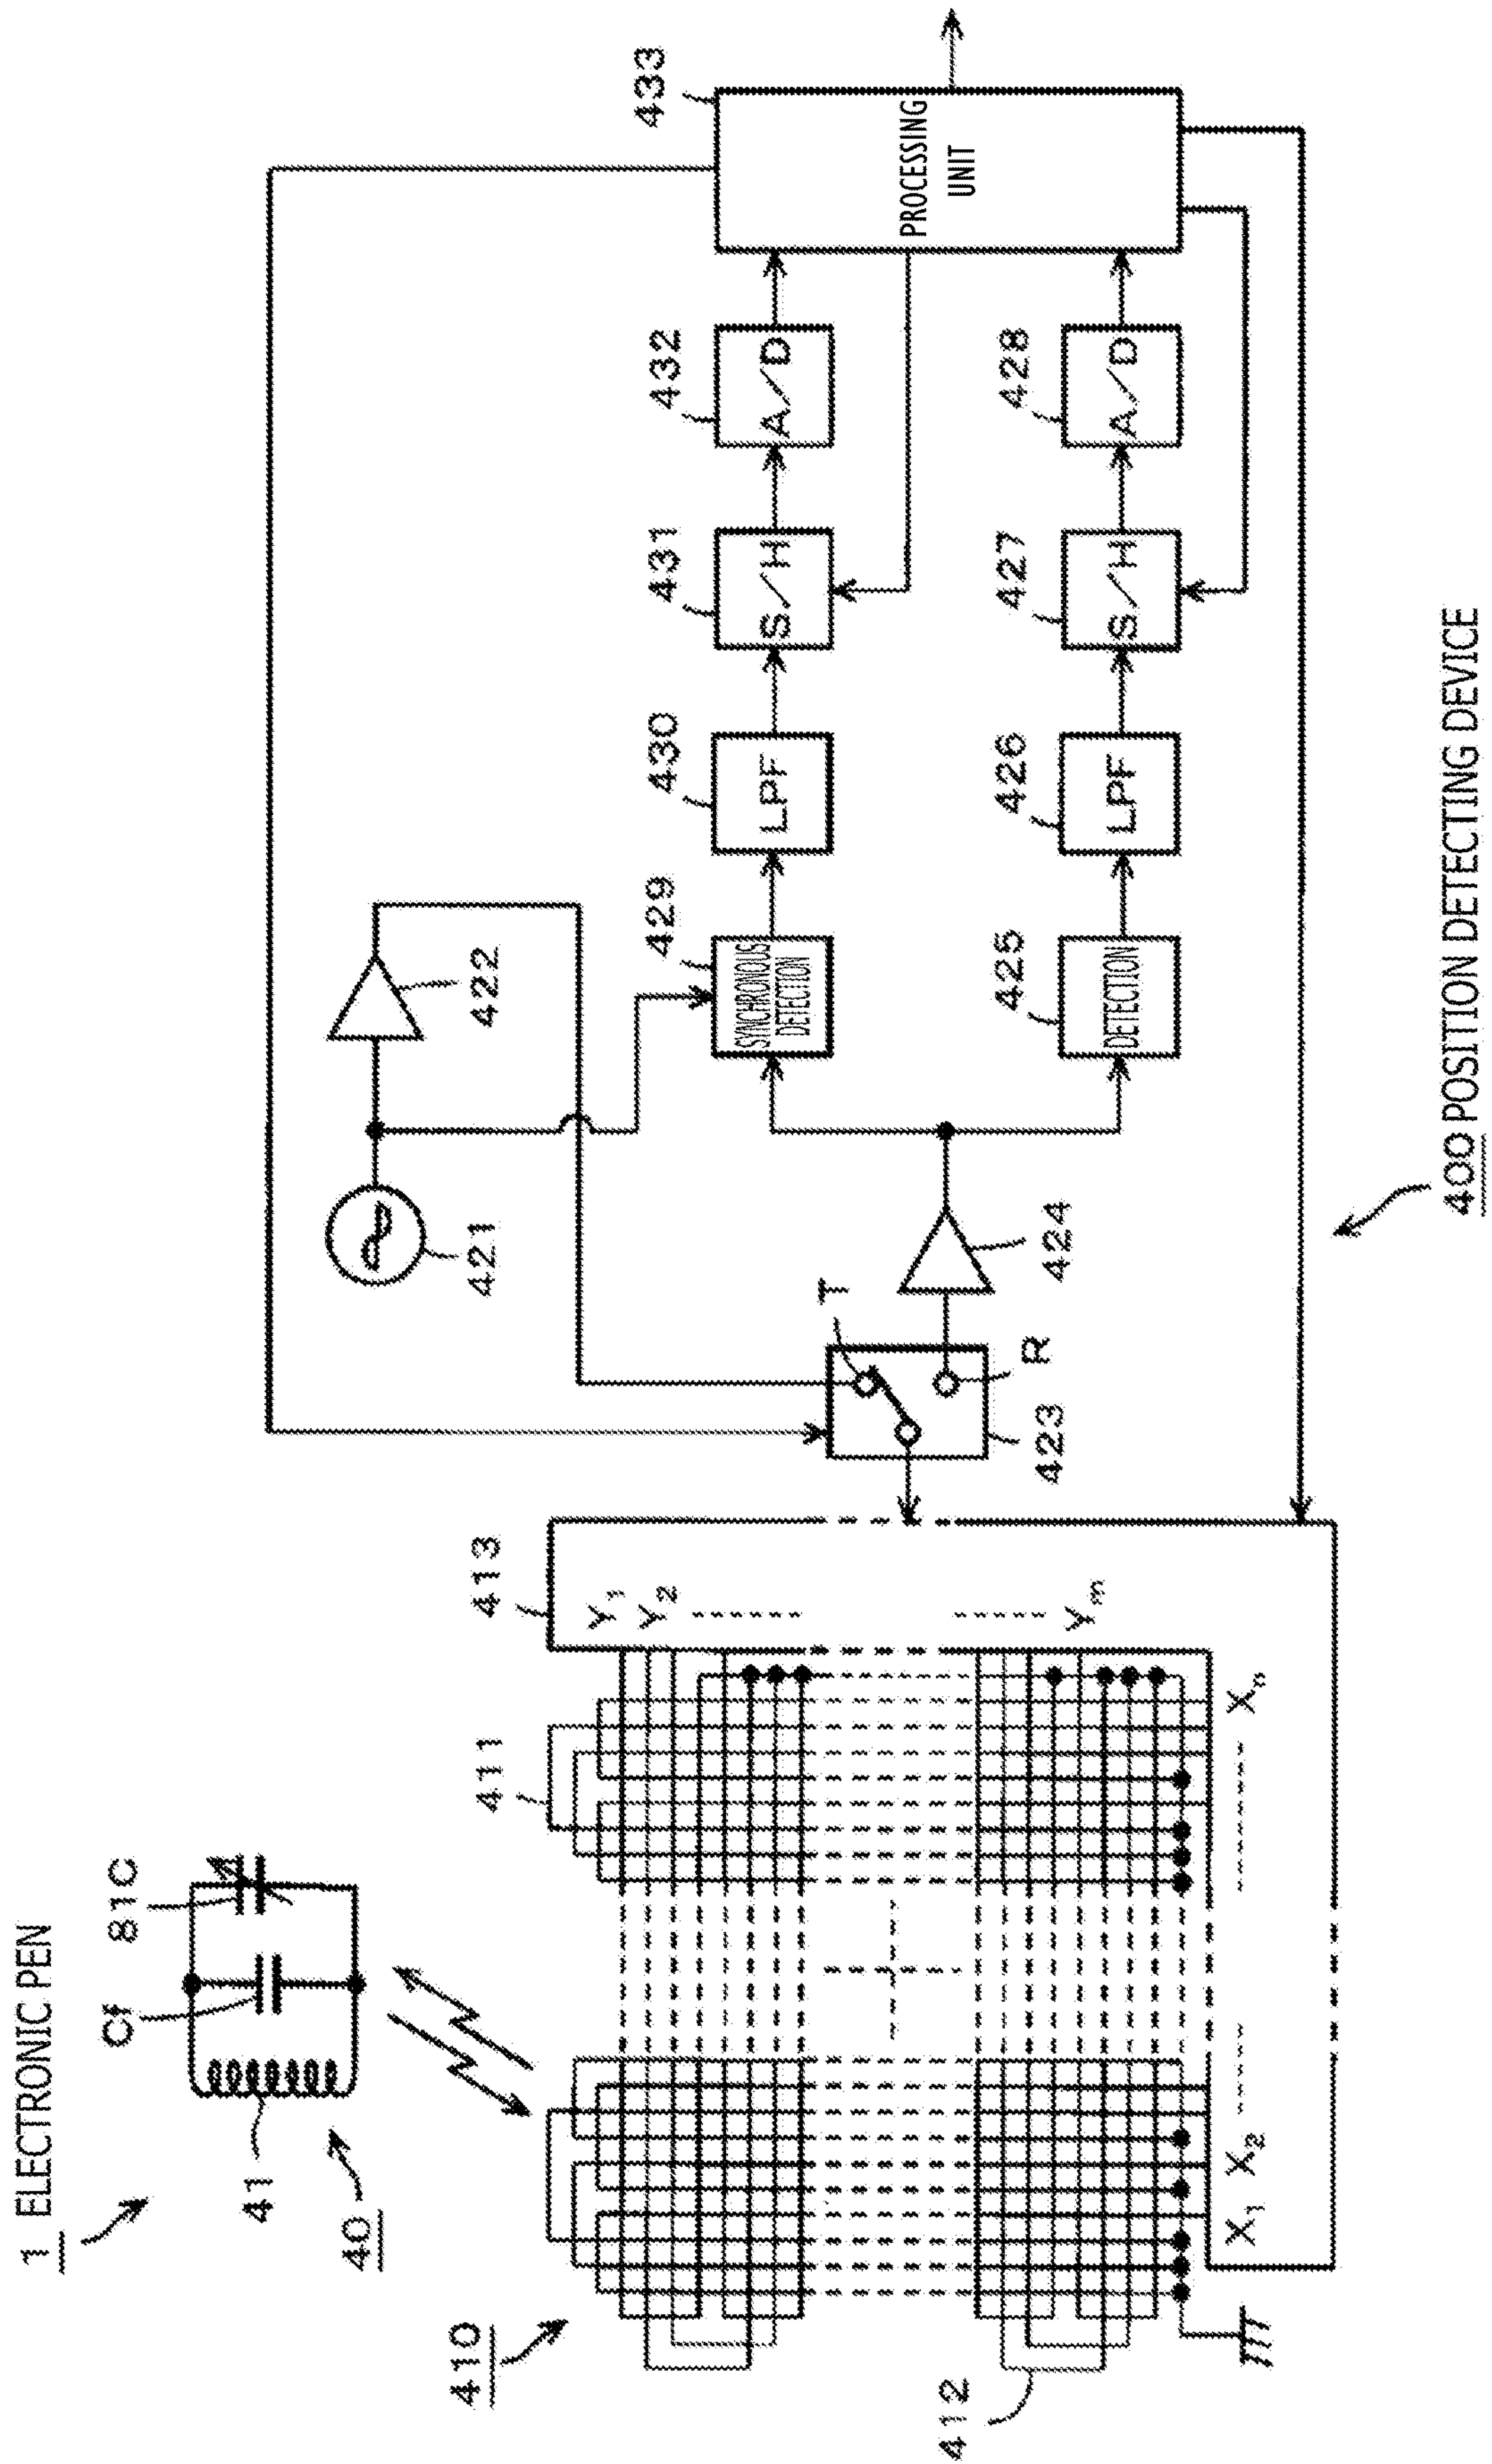 1 ELECTRONIC PEN
Cf
81C
41
40
410
411
413
412
Y1
Y2
Ym
X1
X2
Xn
421
422
T
R
423
424
SYNCHRONOUS
DETECTION
429
LPF
430
S/H
431
A/D
432
DETECTION
425
LPF
426
S/H
427
A/D
428
PROCESSING
UNIT
433
400 POSITION DETECTING DEVICE